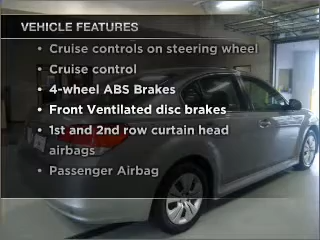 VEHICLE FEATURES
• Cruise controls on steering wheel
• Cruise control
• 4-wheel ABS Brakes
• Front Ventilated disc brakes
• 1st and 2nd row curtain head
airbags
• Passenger Airbag